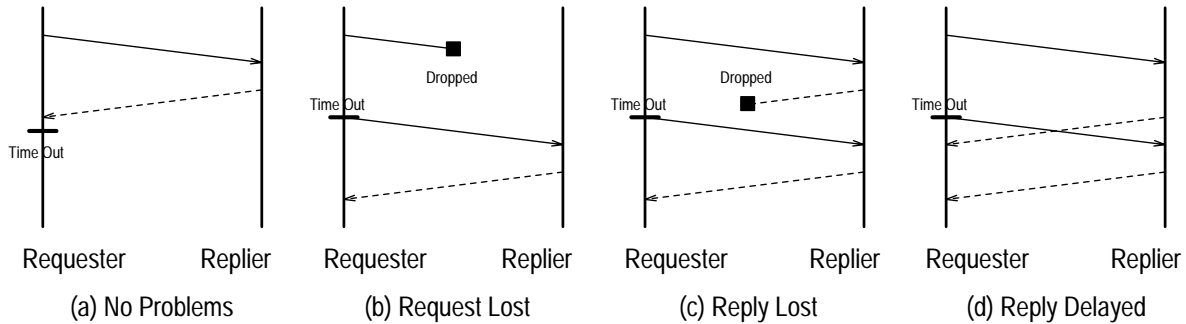 Dropped
Dropped
Time Out
Time Out
Time Out
Time Out
Requester Replier Requester Replier Requester Replier Requester Replier
(a) No Problems (b) Request Lost (c) Reply Lost (d) Reply Delayed